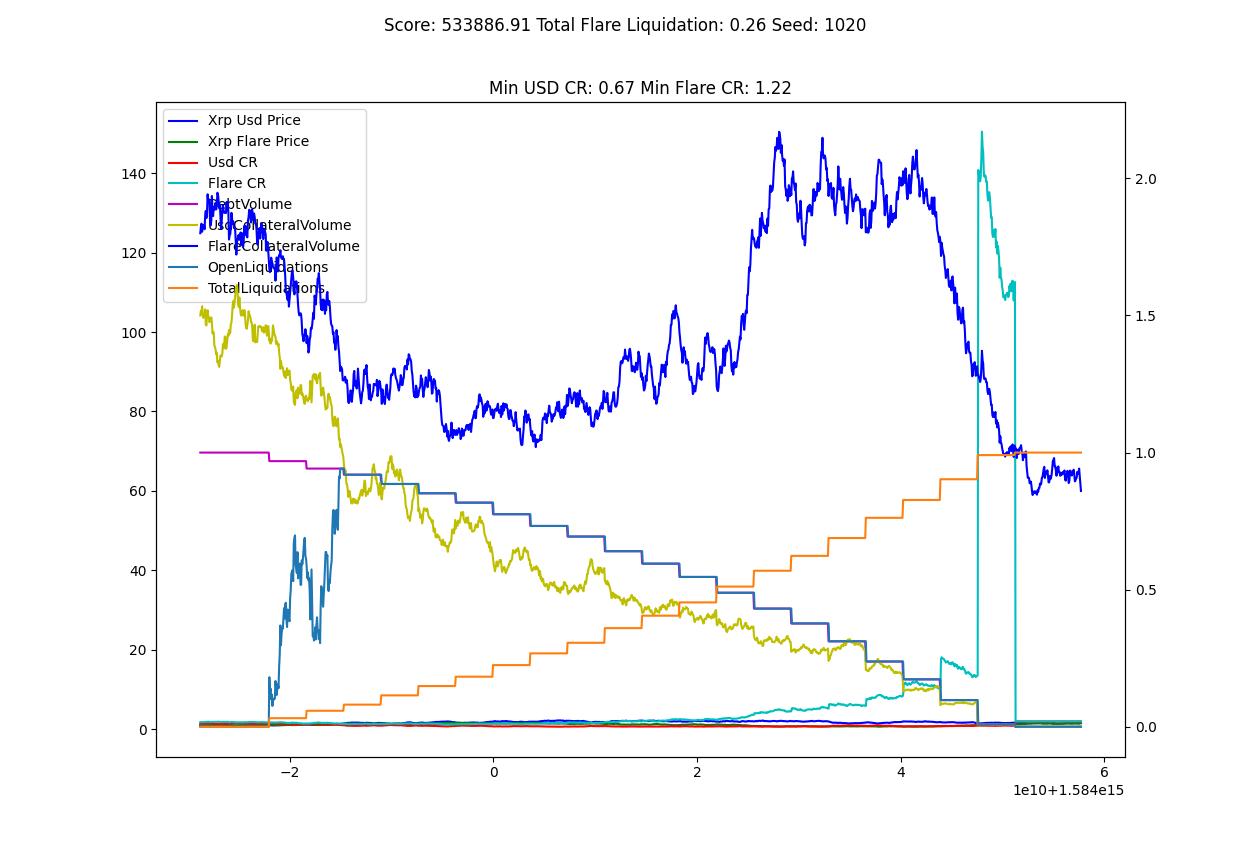 Score: 533886.91 Total Flare Liquidation: 0.26 Seed: 1020
Min USD CR: 0.67 Min Flare CR: 1.22
Xrp Usd Price
Xrp Flare Price
Usd CR
Flare CR
DebtVolume
UsdCollateralVolume
FlareCollateralVolume
OpenLiquidations
TotalLiquidations
140
120
100
80
60
40
20
0
2.0
1.5
1.0
0.5
0.0
−2
0
2
4
6
1e10+1.584e15